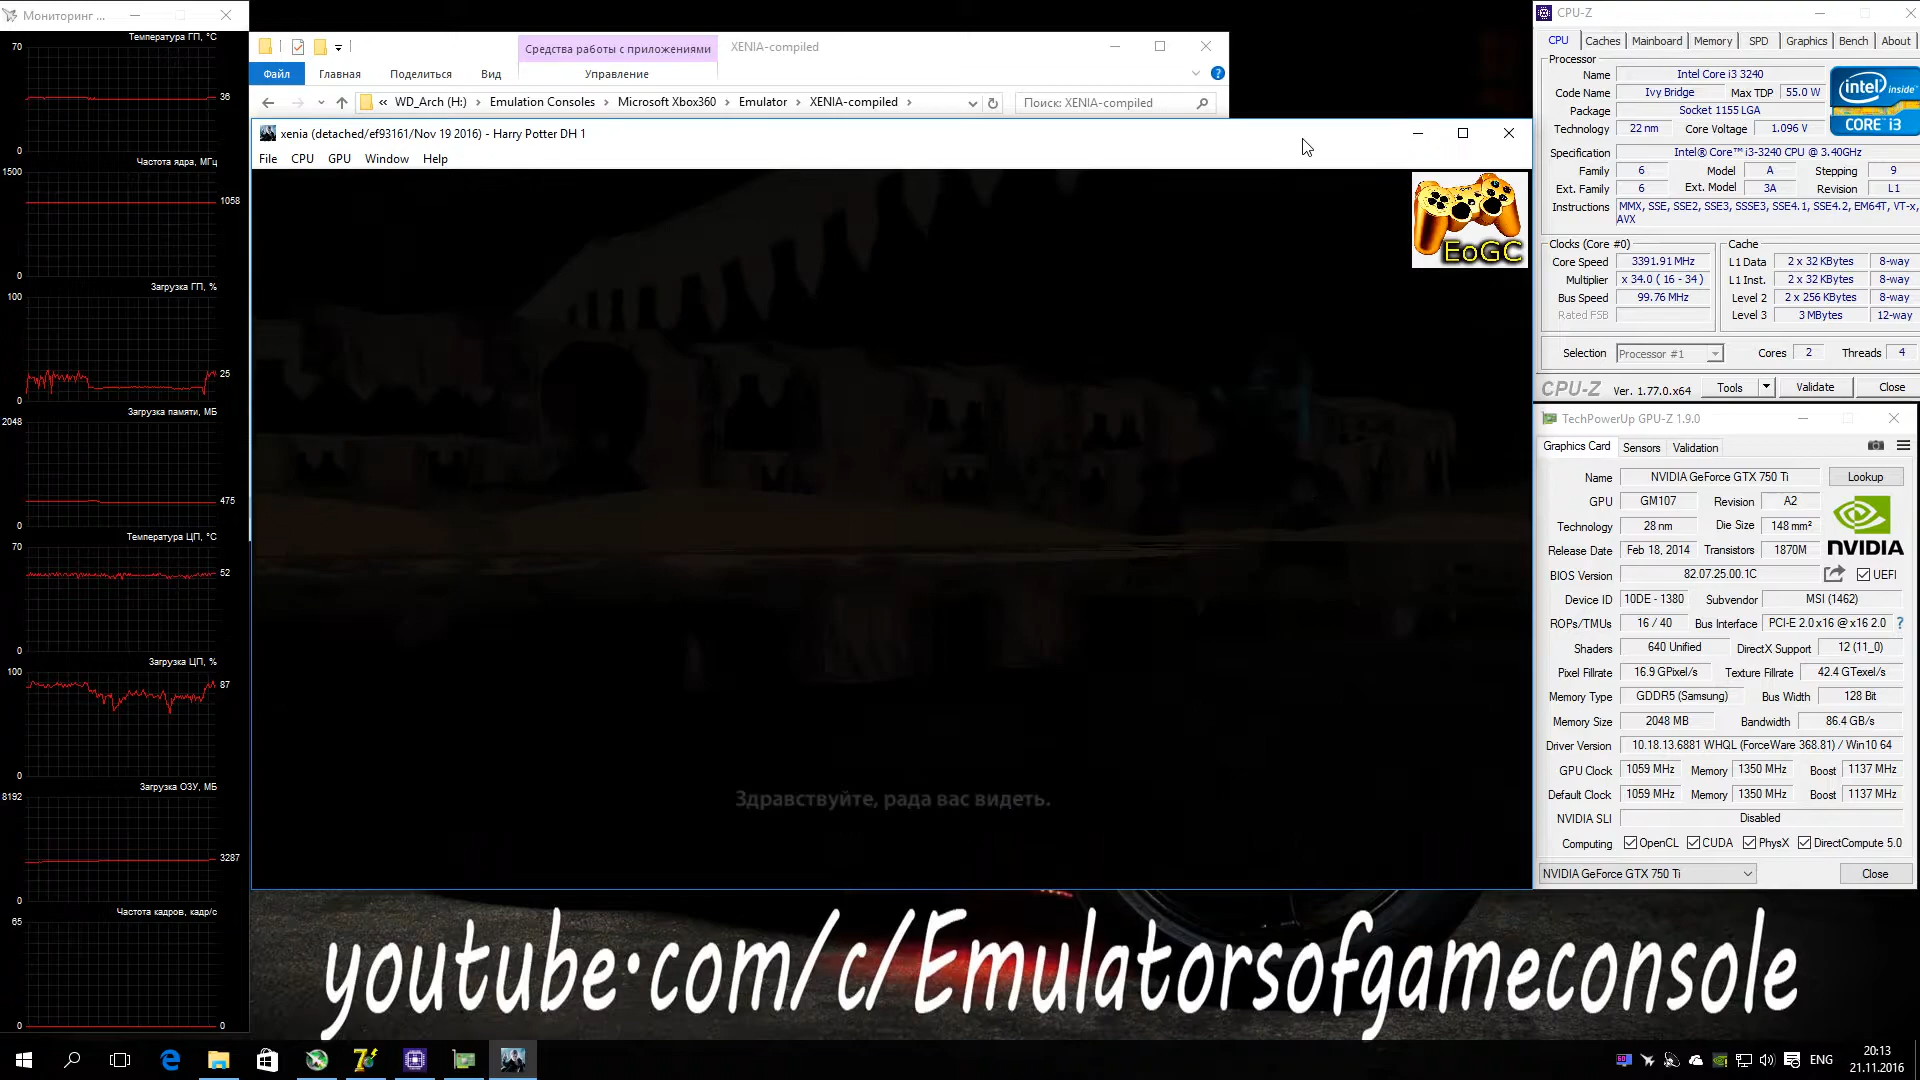 Мониторинг ...
Температура ГП, °C
70
36
0
Частота ядра, МГц
1500
1058
0
Загрузка ГП, %
100
25
0
Загрузка памяти, МБ
2048
475
0
Температура ЦП, °C
70
52
0
Загрузка ЦП, %
100
87
0
Загрузка ОЗУ, МБ
8192
3287
0
Частота кадров, кадр/с
65
0
0
Средства работы с приложениями
XENIA-compiled
Файл Главная Поделиться Вид Управление
« WD_Arch (H:) Emulation Consoles Microsoft Xbox360 Emulator XENIA-compiled
Поиск: XENIA-compiled
xenia (detached/ef93161/Nov 19 2016) - Harry Potter DH 1
File CPU GPU Window Help
EoGC
Здравствуйте, рада вас видеть.
CPU-Z
CPU Caches Mainboard Memory SPD Graphics Bench About
Processor
Name Intel Core i3 3240
Code Name Ivy Bridge Max TDP 55.0 W
Package Socket 1155 LGA
Technology 22 nm Core Voltage 1.096 V
intel inside™
CORE i3
Specification Intel® Core™ i3-3240 CPU @ 3.40GHz
Family 6 Model A Stepping 9
Ext. Family 6 Ext. Model 3A Revision L1
Instructions MMX, SSE, SSE2, SSE3, SSSE3, SSE4.1, SSE4.2, EM64T, VT-x, AVX
Clocks (Core #0)
Core Speed 3391.91 MHz
Multiplier x 34.0 ( 16 - 34 )
Bus Speed 99.76 MHz
Rated FSB
Cache
L1 Data 2 x 32 KBytes 8-way
L1 Inst. 2 x 32 KBytes 8-way
Level 2 2 x 256 KBytes 8-way
Level 3 3 MBytes 12-way
Selection Processor #1 Cores 2 Threads 4
CPU-Z Ver. 1.77.0.x64 Tools Validate Close
TechPowerUp GPU-Z 1.9.0
Graphics Card Sensors Validation
Name NVIDIA GeForce GTX 750 Ti Lookup
GPU GM107 Revision A2
Technology 28 nm Die Size 148 mm²
Release Date Feb 18, 2014 Transistors 1870M
NVIDIA
BIOS Version 82.07.25.00.1C UEFI
Device ID 10DE - 1380 Subvendor MSI (1462)
ROPs/TMUs 16 / 40 Bus Interface PCI-E 2.0 x16 @ x16 2.0 ?
Shaders 640 Unified DirectX Support 12 (11_0)
Pixel Fillrate 16.9 GPixel/s Texture Fillrate 42.4 GTexel/s
Memory Type GDDR5 (Samsung) Bus Width 128 Bit
Memory Size 2048 MB Bandwidth 86.4 GB/s
Driver Version 10.18.13.6881 WHQL (ForceWare 368.81) / Win10 64
GPU Clock 1059 MHz Memory 1350 MHz Boost 1137 MHz
Default Clock 1059 MHz Memory 1350 MHz Boost 1137 MHz
NVIDIA SLI Disabled
Computing OpenCL CUDA PhysX DirectCompute 5.0
NVIDIA GeForce GTX 750 Ti Close
youtube.com/c/Emulatorsofgameconsole
ENG
20:13
21.11.2016